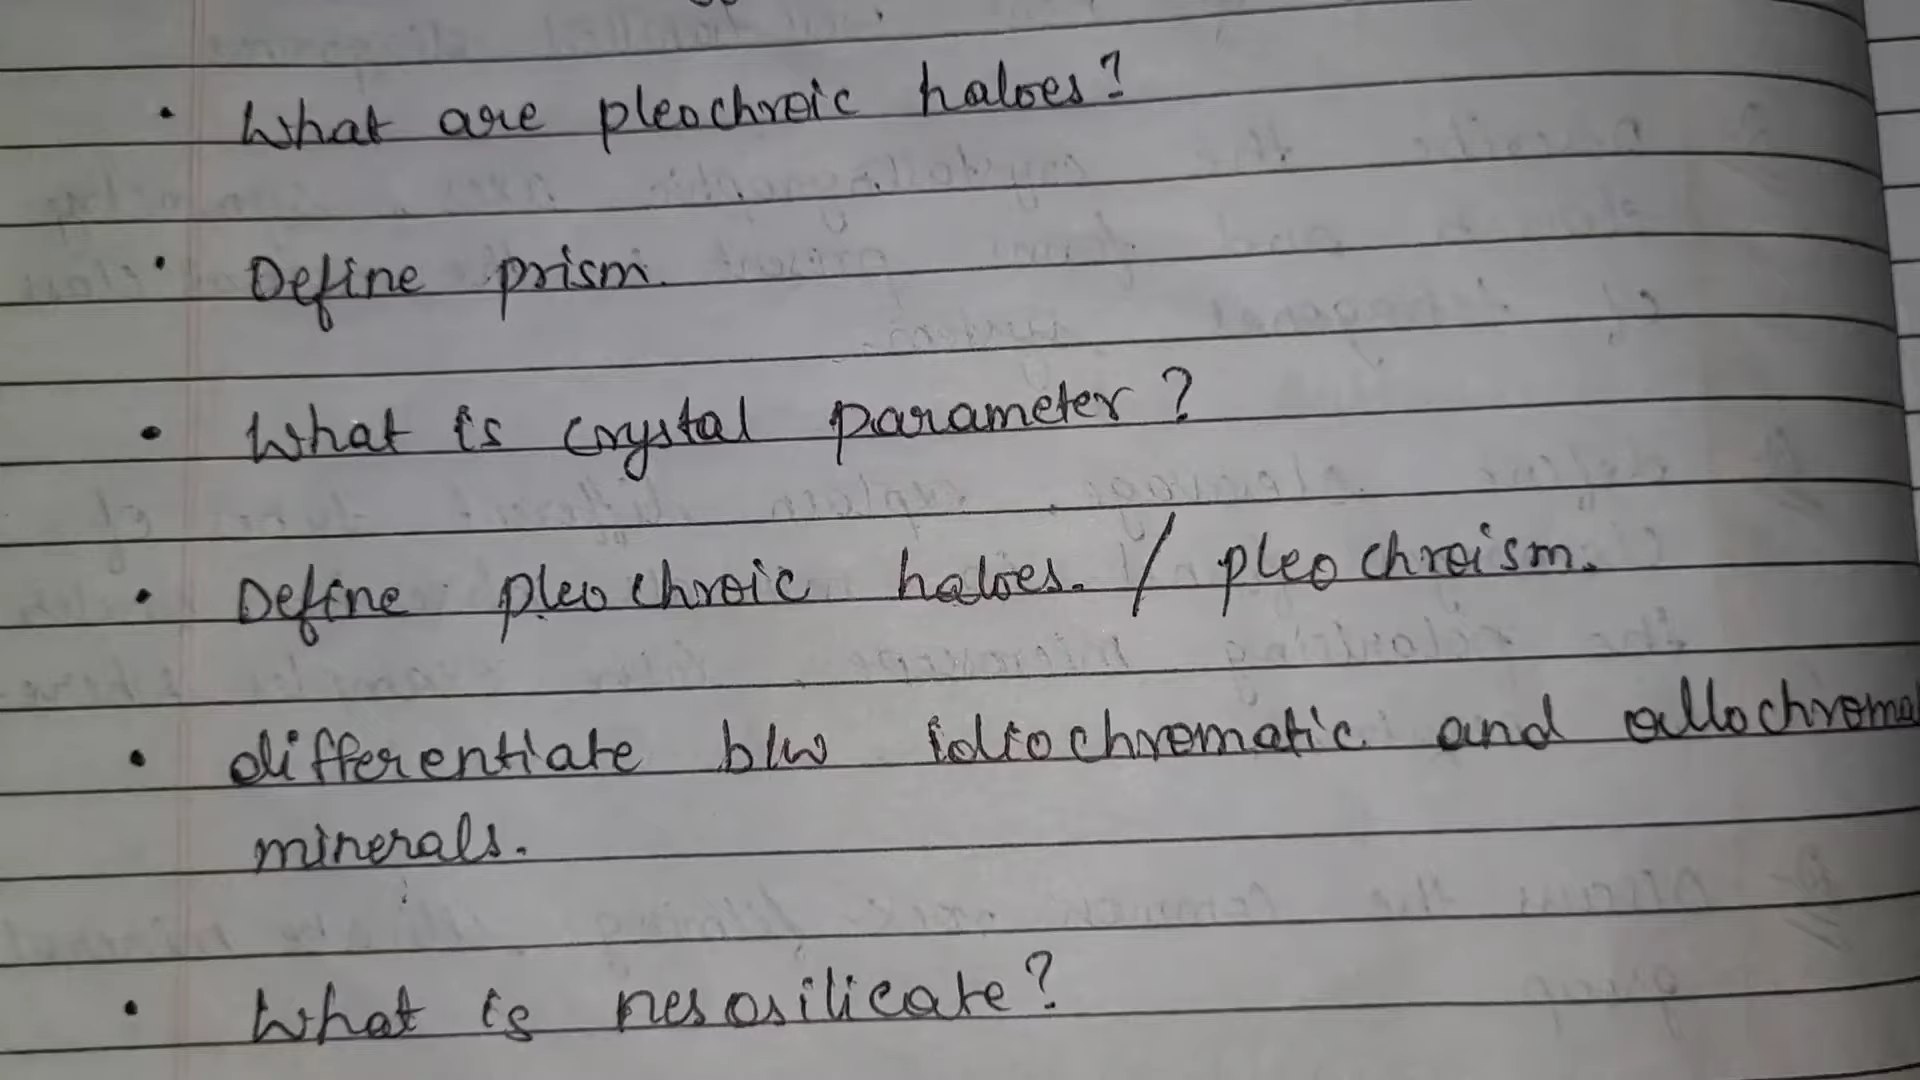 • What are pleochroic haloes?
• Define prism.
• What is crystal parameter?
• Define pleochroic haloes. / pleochroism.
• differentiate b/w idiochromatic and allochroma
minerals.
• What is nesosilicate?